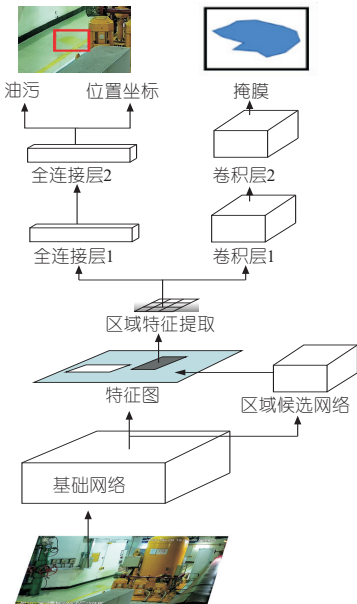 油污 位置坐标 掩膜
全连接层2 卷积层2
全连接层1 卷积层1
区域特征提取
特征图 区域候选网络
基础网络